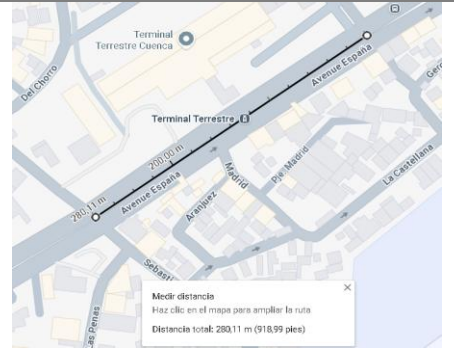 Terminal
Terrestre Cuenca
Del Chorro
Avenue España
Terminal Terrestre
200,00 m
280,11 m
Avenue España
Madrid
Pje. Madrid
La Castellana
Aranjuez
Las Peñas
Medir distancia
Haz clic en el mapa para ampliar la ruta
Distancia total: 280,11 m (918,99 pies)